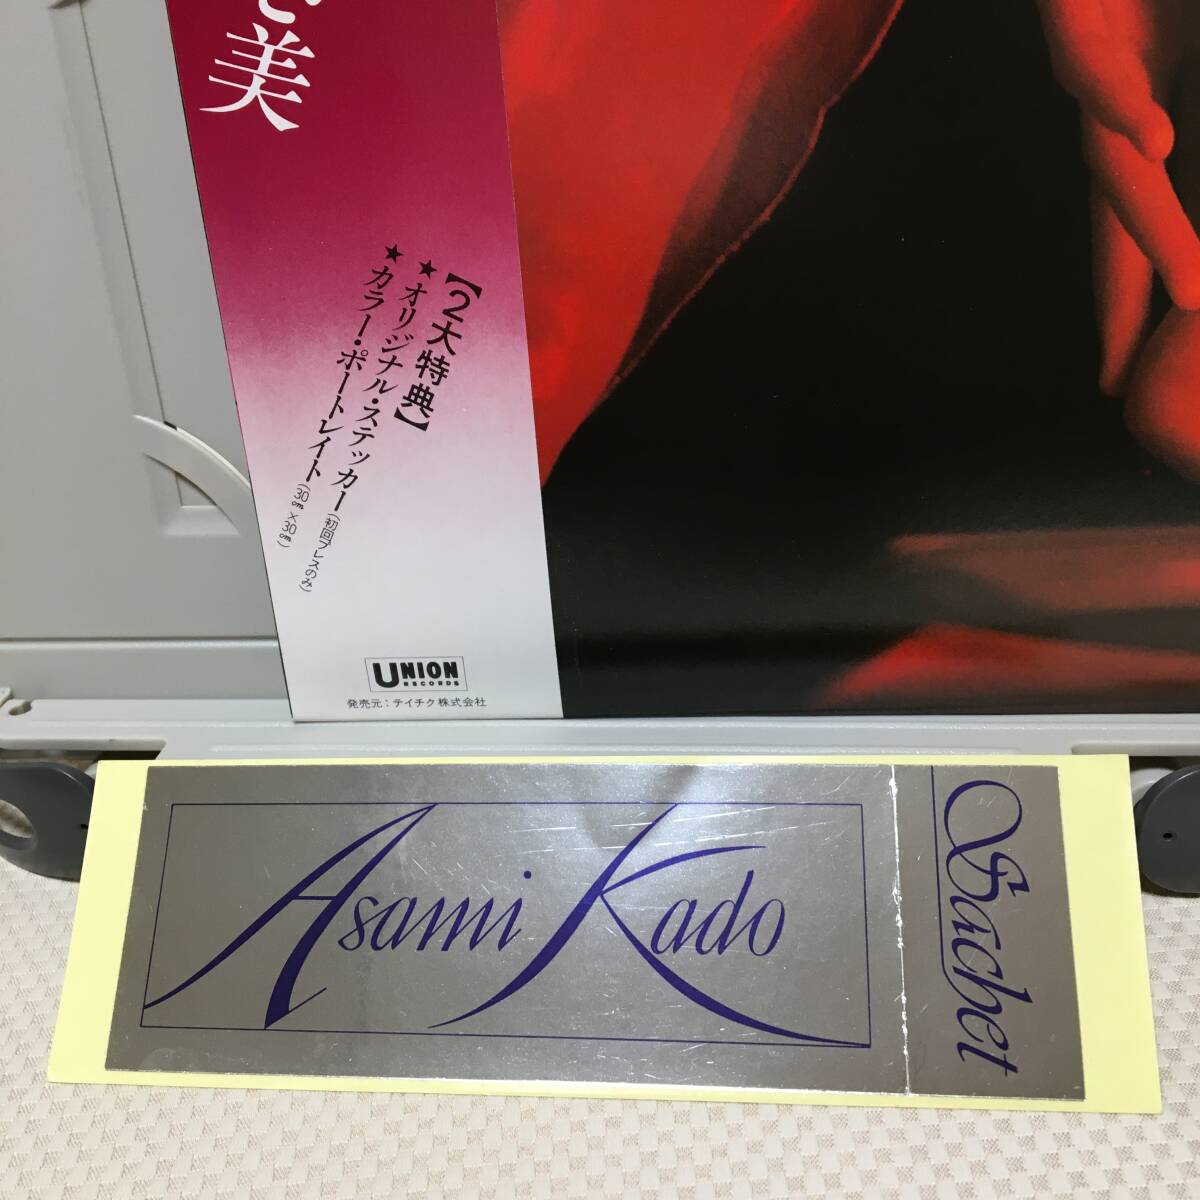 美
【2大特典】
★オリジナル・ステッカー(初回プレスのみ)
★カラー・ポートレイト(30cm×30cm)
UNION
RECORDS
発売元：テイチク株式会社
Asami Kado
Sachet